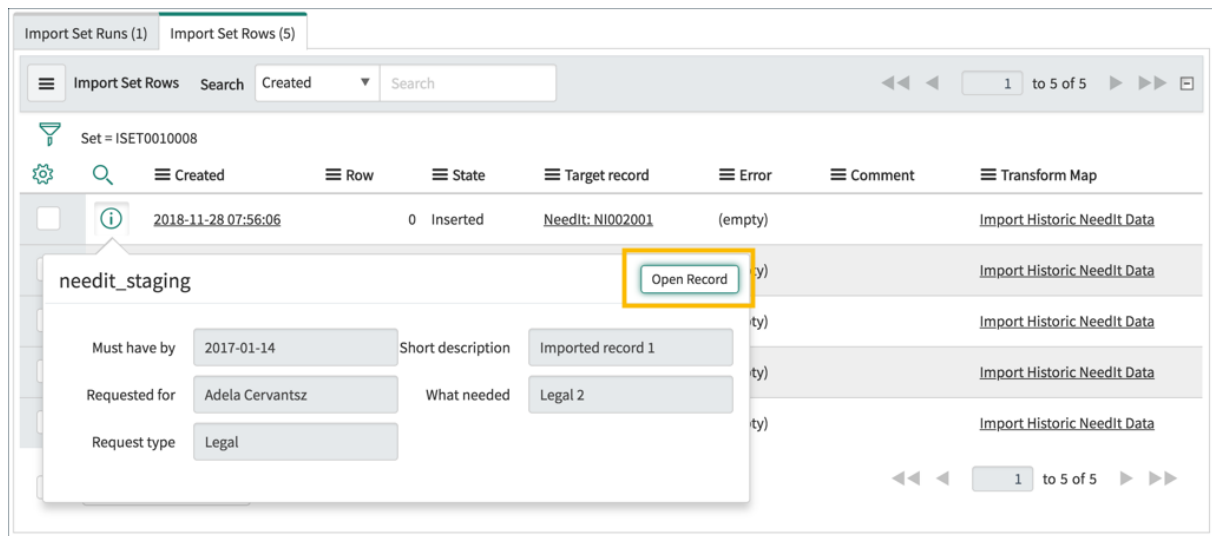 Import Set Runs (1) Import Set Rows (5)
Import Set Rows Search Created Search 1 to 5 of 5
Set = ISET0010008
Created Row State Target record Error Comment Transform Map
2018-11-28 07:56:06 0 Inserted NeedIt: NI002001 (empty) Import Historic NeedIt Data
needit_staging Open Record ty) Import Historic NeedIt Data
Must have by 2017-01-14 Short description Imported record 1 ty) Import Historic NeedIt Data
Requested for Adela Cervantsz What needed Legal 2 ty) Import Historic NeedIt Data
Request type Legal ty) Import Historic NeedIt Data
1 to 5 of 5